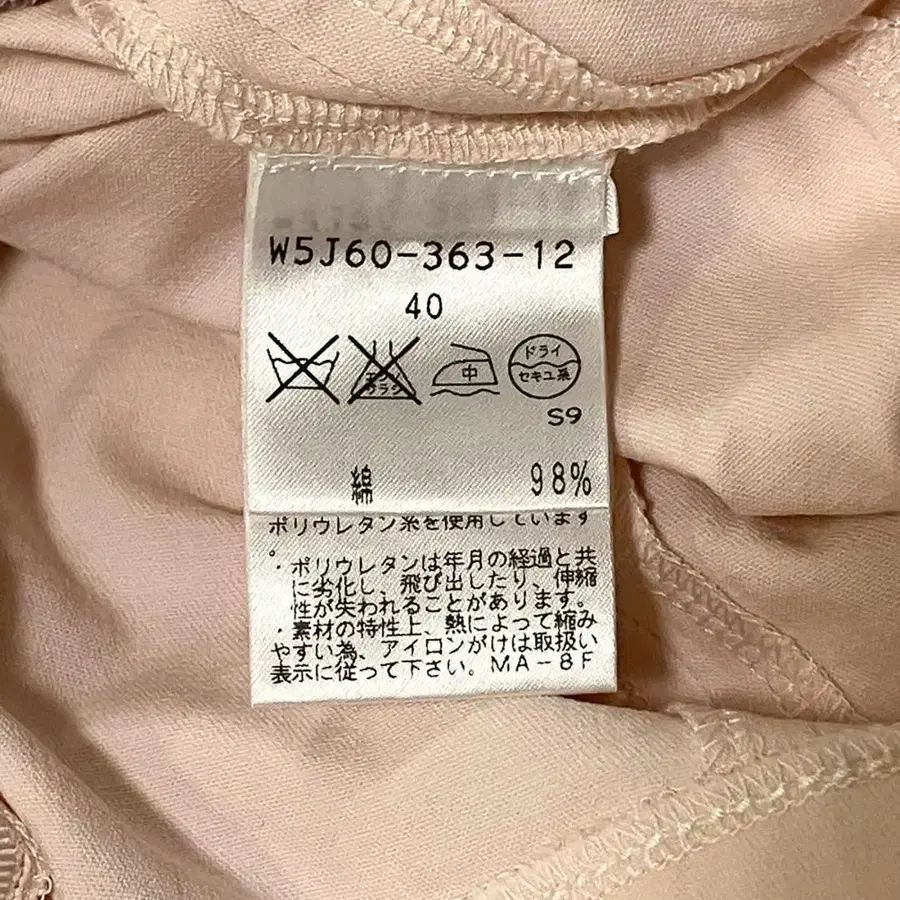 W5J60-363-12
40
中
ドライ
セキユ系
S9
綿 98%
ポリウレタン糸を使用しています
。
・ポリウレタンは年月の経過と共
に劣化し、飛び出したり、伸縮
性が失われることがあります。
・素材の特性上、熱によって縮み
やすい為、アイロンがけは取扱い
表示に従って下さい。MA-8F